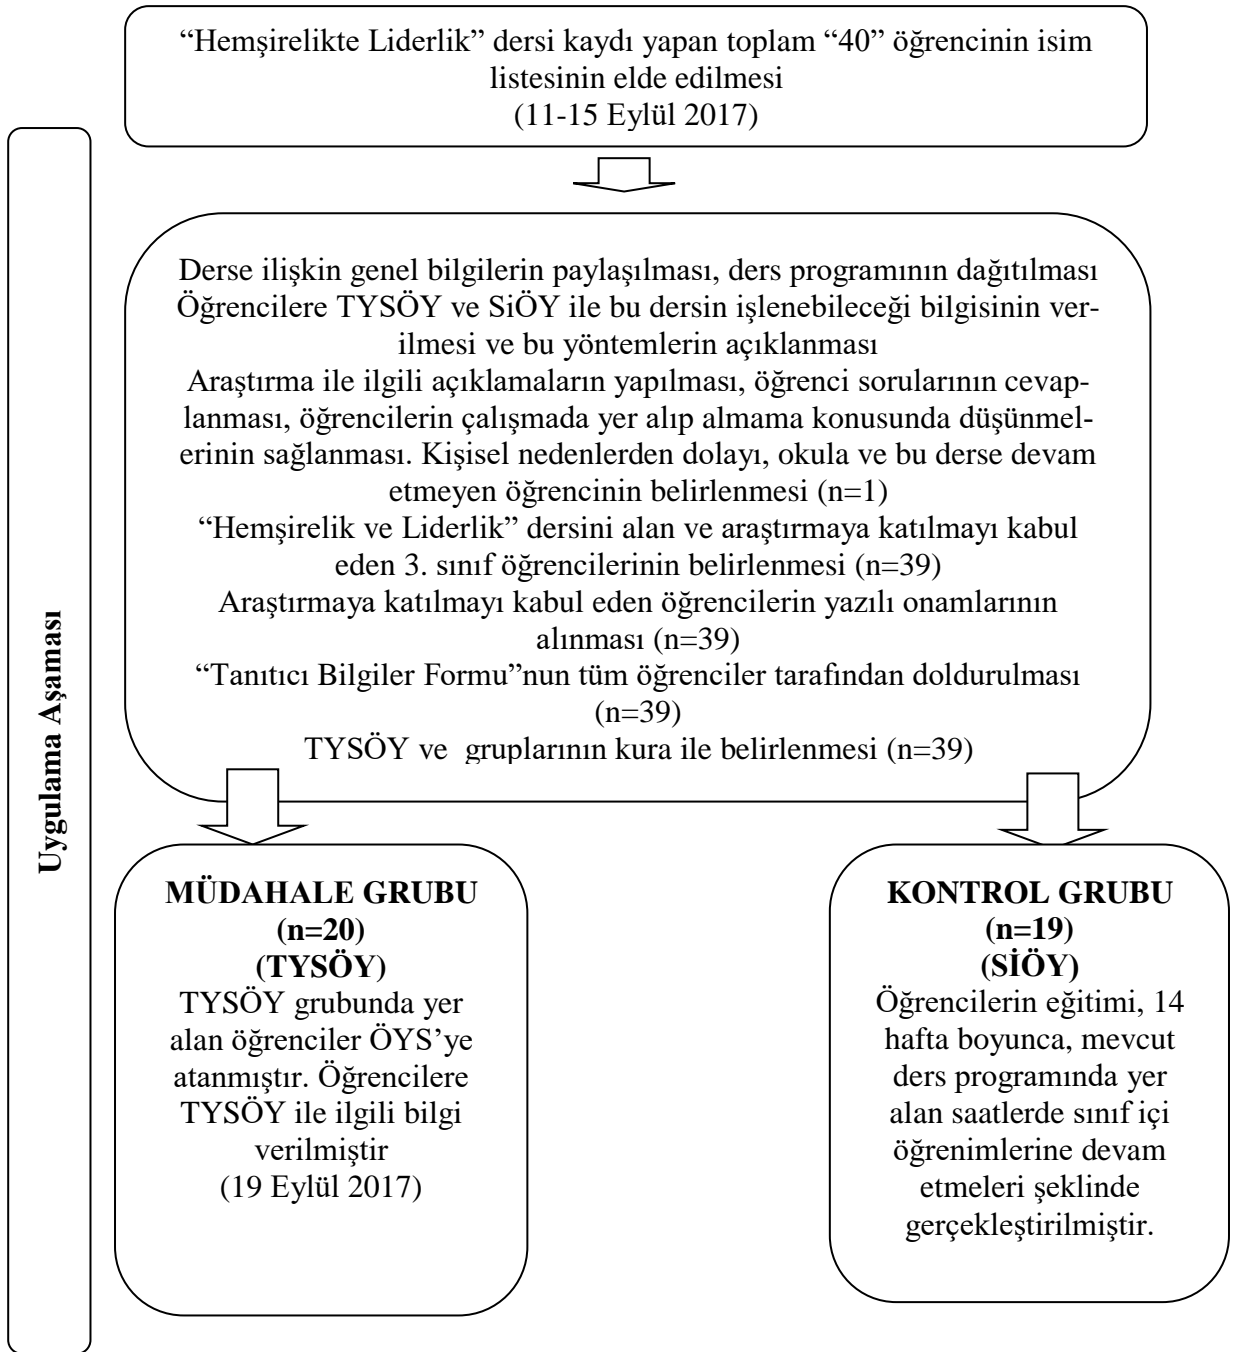 “Hemşirelikte Liderlik” dersi kaydı yapan toplam “40” öğrencinin isim
listesinin elde edilmesi
(11-15 Eylül 2017)
Uygulama Aşaması
Derse ilişkin genel bilgilerin paylaşılması, ders programının dağıtılması
Öğrencilere TYSÖY ve SiÖY ile bu dersin işlenebileceği bilgisinin ver-
ilmesi ve bu yöntemlerin açıklanması
Araştırma ile ilgili açıklamaların yapılması, öğrenci sorularının cevap-
lanması, öğrencilerin çalışmada yer alıp almama konusunda düşünmel-
erinin sağlanması. Kişisel nedenlerden dolayı, okula ve bu derse devam
etmeyen öğrencinin belirlenmesi (n=1)
“Hemşirelik ve Liderlik” dersini alan ve araştırmaya katılmayı kabul
eden 3. sınıf öğrencilerinin belirlenmesi (n=39)
Araştırmaya katılmayı kabul eden öğrencilerin yazılı onamlarının
alınması (n=39)
“Tanıtıcı Bilgiler Formu”nun tüm öğrenciler tarafından doldurulması
(n=39)
TYSÖY ve  gruplarının kura ile belirlenmesi (n=39)
MÜDAHALE GRUBU
(n=20)
(TYSÖY)
TYSÖY grubunda yer
alan öğrenciler ÖYS’ye
atanmıştır. Öğrencilere
TYSÖY ile ilgili bilgi
verilmiştir
(19 Eylül 2017)
KONTROL GRUBU
(n=19)
(SİÖY)
Öğrencilerin eğitimi, 14
hafta boyunca, mevcut
ders programında yer
alan saatlerde sınıf içi
öğrenimlerine devam
etmeleri şeklinde
gerçekleştirilmiştir.